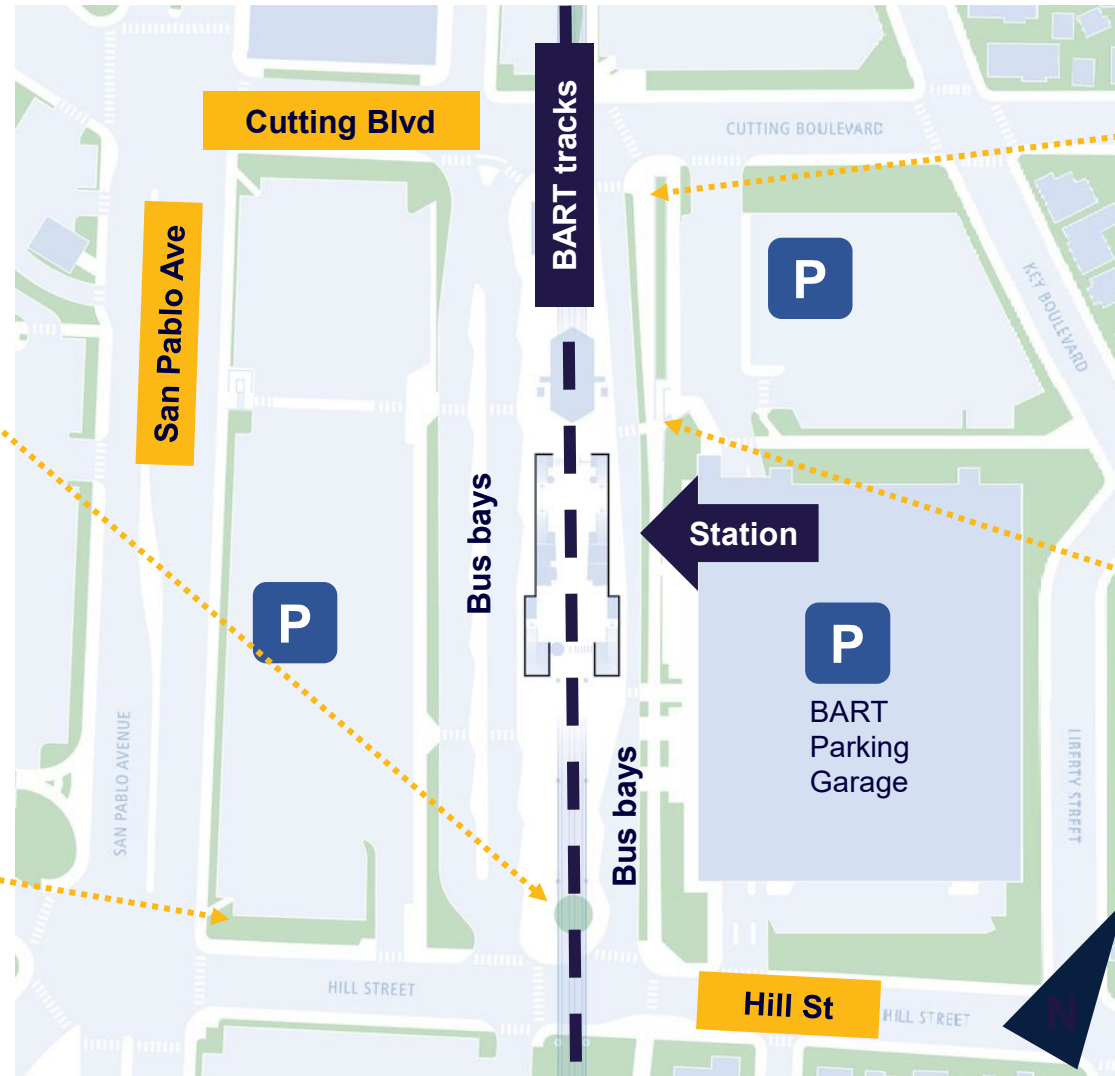 Cutting Blvd
BART tracks
CUTTING BOULEVARD
San Pablo Ave
P
KEY BOULEVARD
Bus bays
Station
P
P
BART
Parking
Garage
SAN PABLO AVENUE
Bus bays
LIBERTY STREET
HILL STREET
Hill St
HILL STREET
N